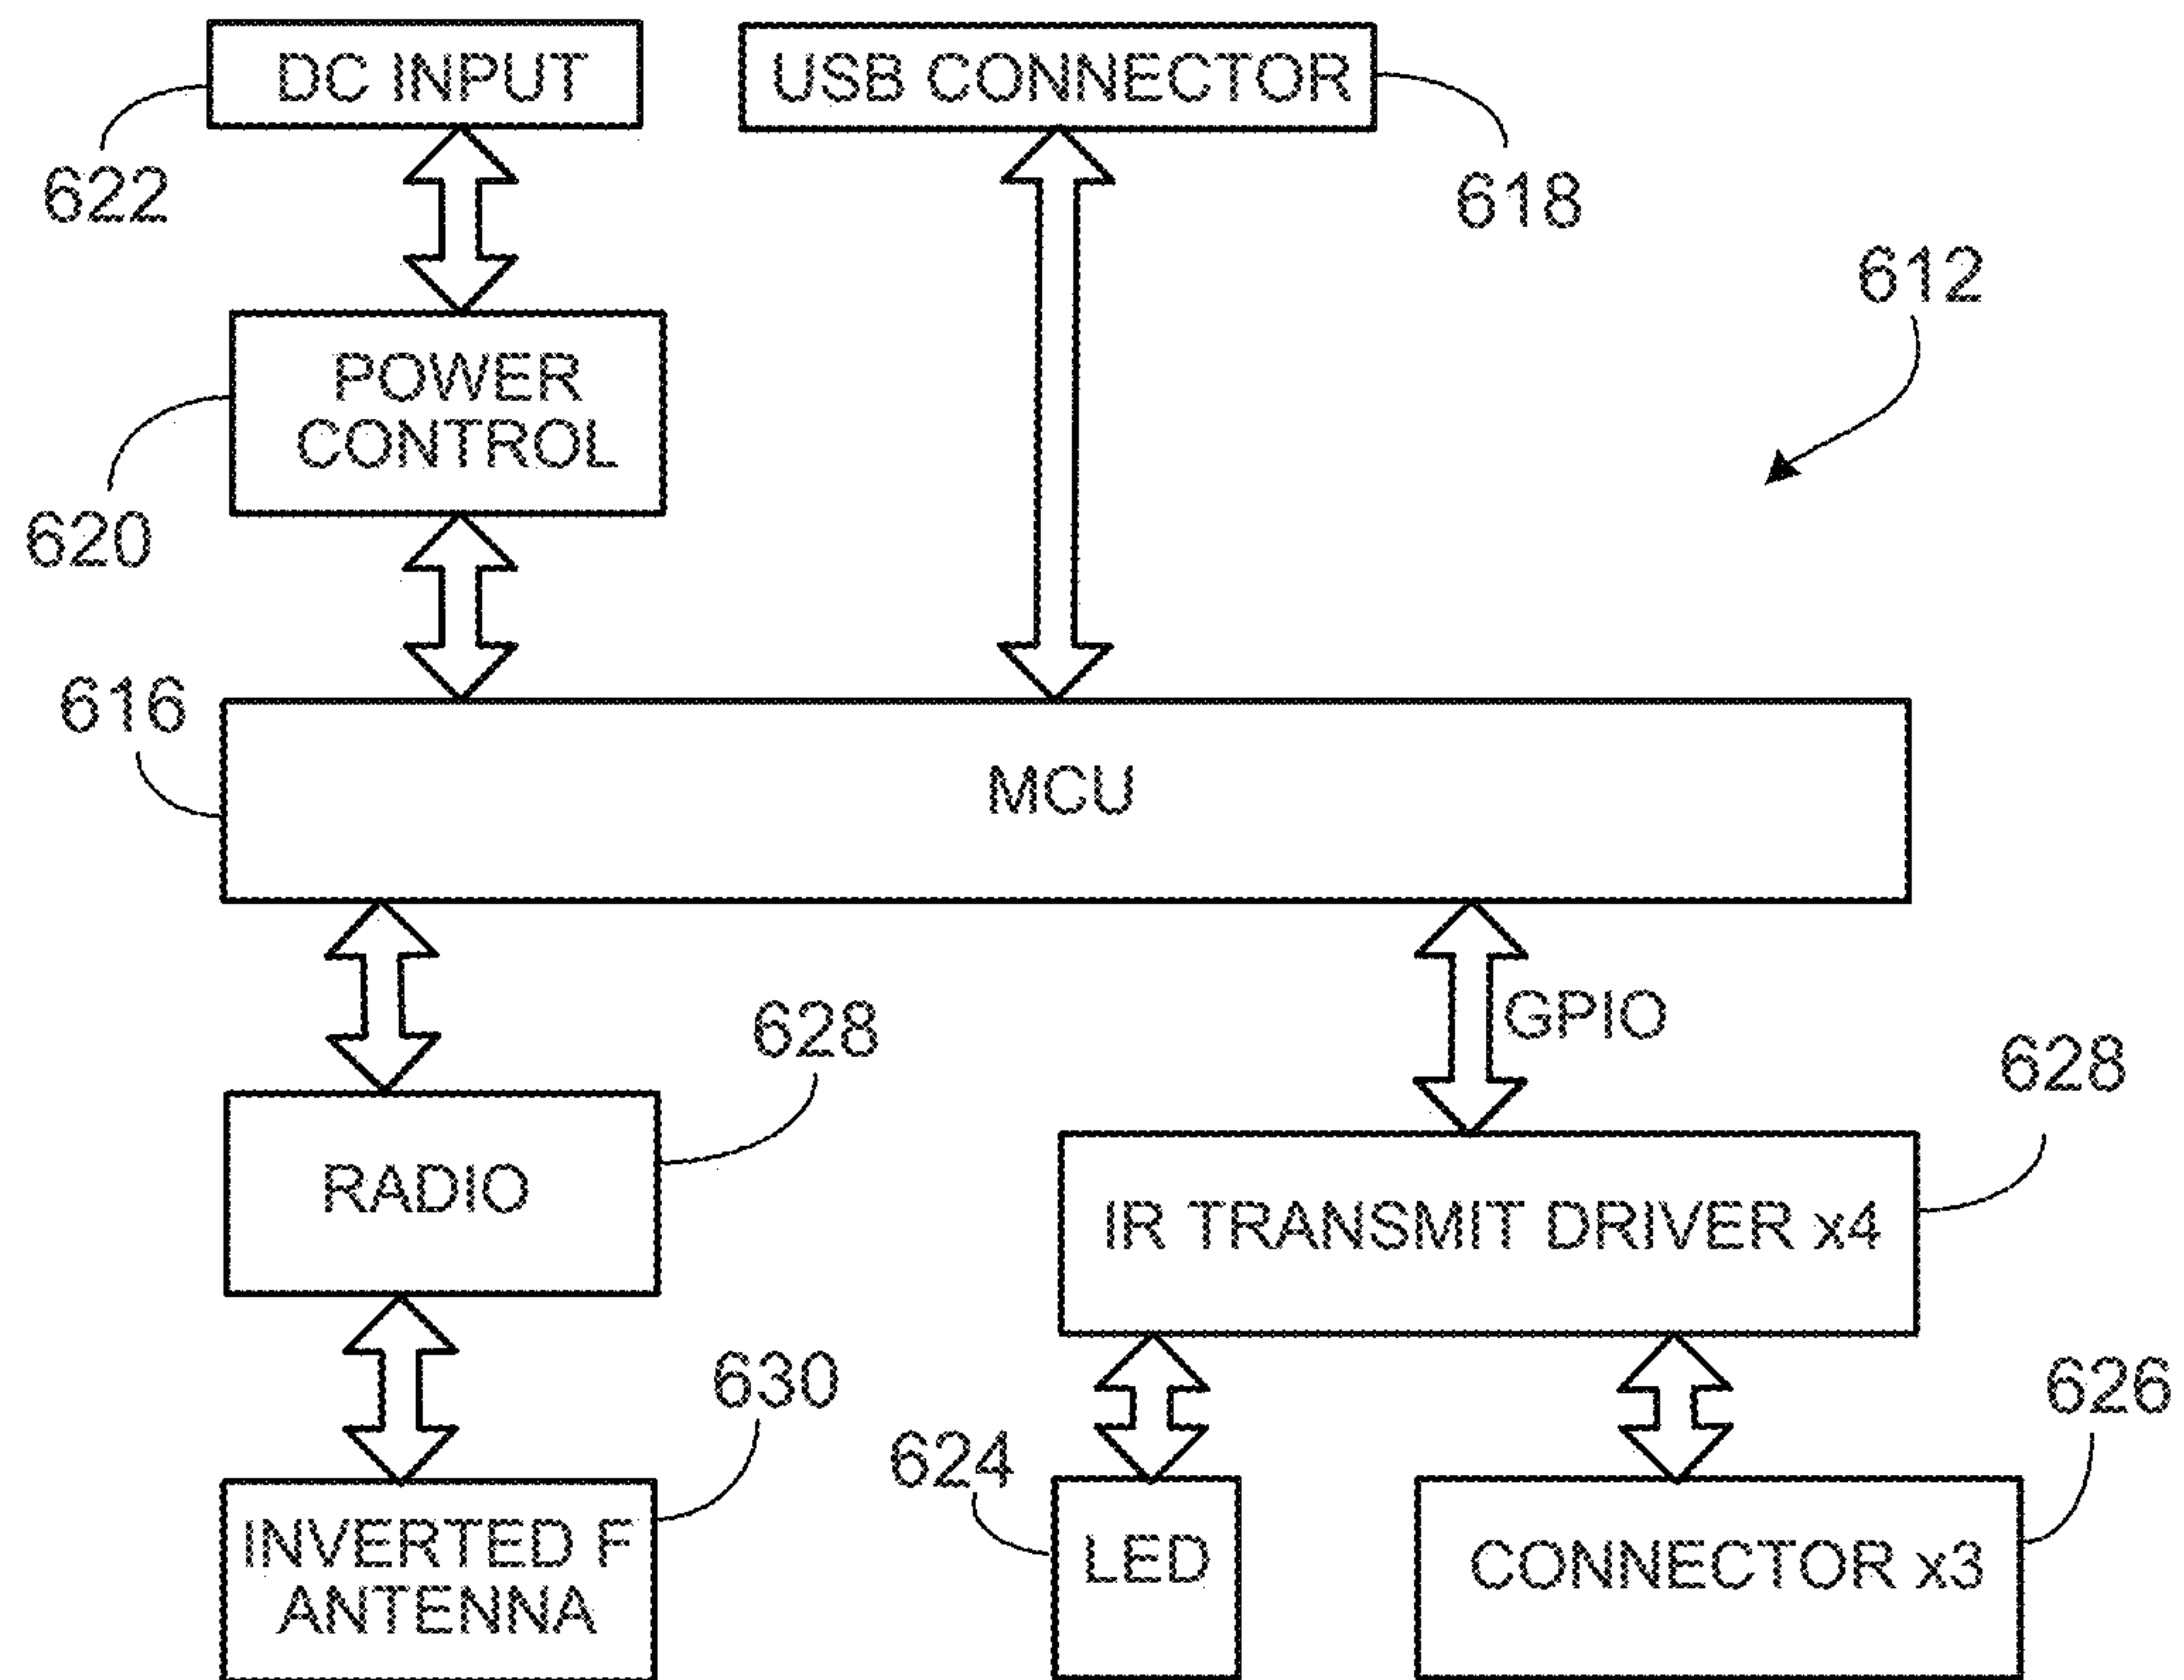 DC INPUT
USB CONNECTOR
622
618
612
POWER
CONTROL
620
616
MCU
GPIO
628
628
RADIO
IR TRANSMIT DRIVER x4
630
626
624
INVERTED F
ANTENNA
LED
CONNECTOR x3